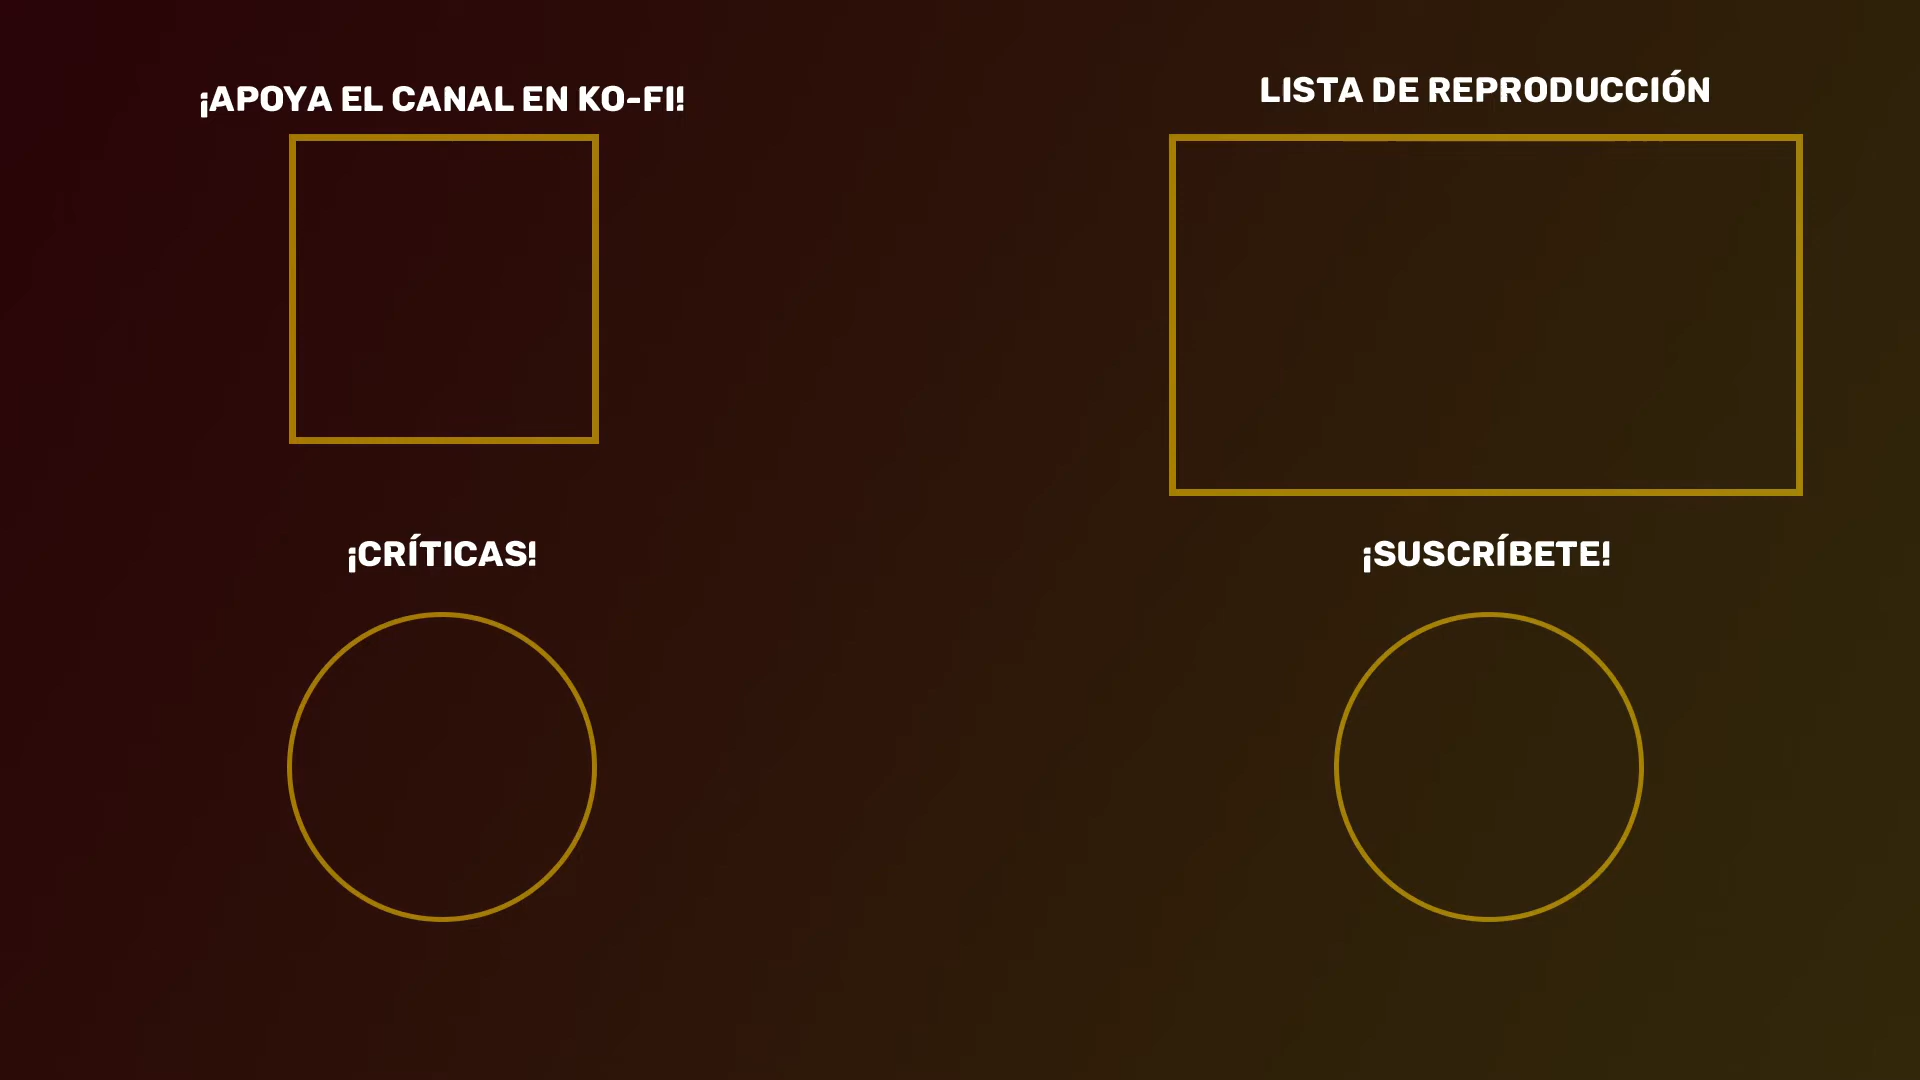 ¡APOYA EL CANAL EN KO-FI!
LISTA DE REPRODUCCIÓN
¡CRÍTICAS!
¡SUSCRÍBETE!